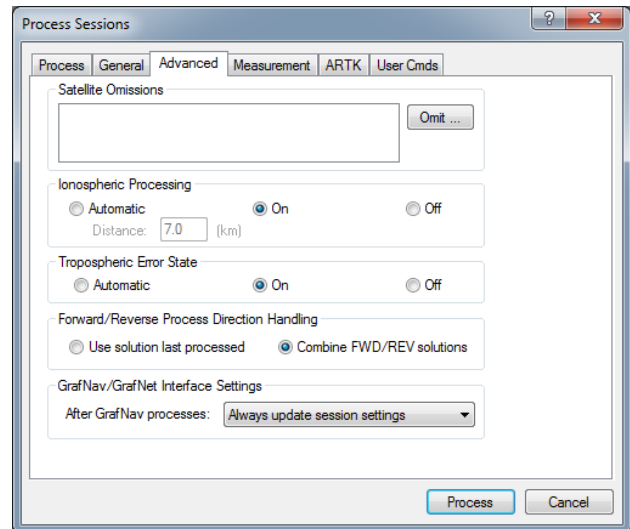 Process Sessions
Process General Advanced Measurement ARTK User Cmds
Satellite Omissions
Omit ...
Ionospheric Processing
Automatic On Off
Distance: 7.0 (km)
Tropospheric Error State
Automatic On Off
Forward/Reverse Process Direction Handling
Use solution last processed Combine FWD/REV solutions
GrafNav/GrafNet Interface Settings
After GrafNav processes: Always update session settings
Process Cancel